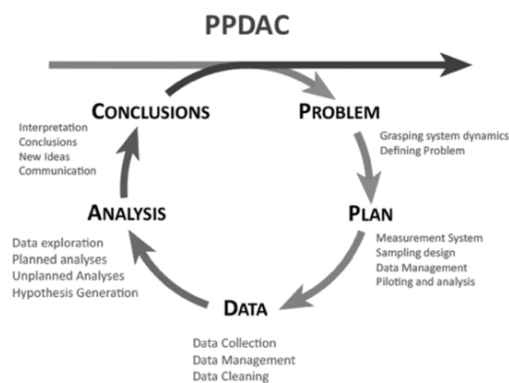 PPDAC
CONCLUSIONS
Interpretation
Conclusions
New Ideas
Communication
PROBLEM
Grasping system dynamics
Defining Problem
PLAN
Measurement System
Sampling design
Data Management
Piloting and analysis
DATA
Data Collection
Data Management
Data Cleaning
ANALYSIS
Data exploration
Planned analyses
Unplanned Analyses
Hypothesis Generation